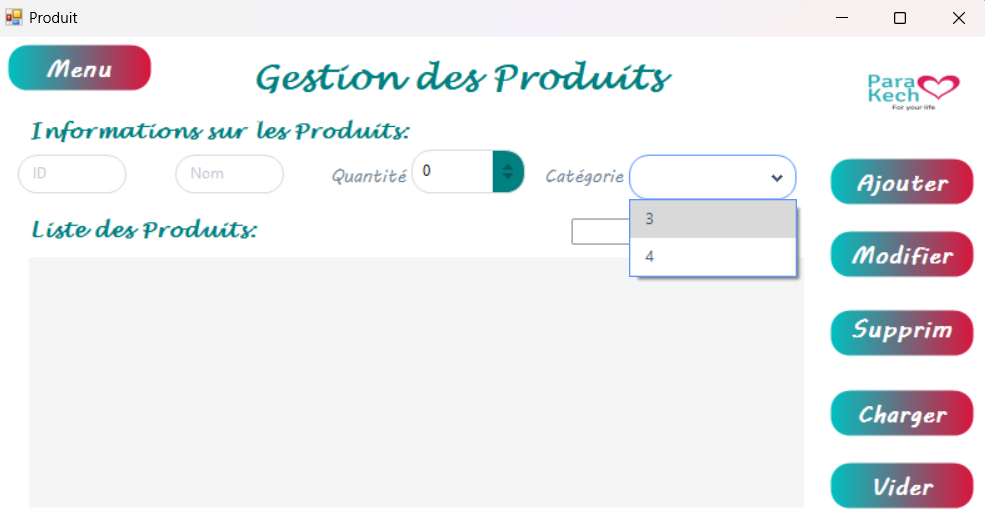 Produit
Menu
Gestion des Produits
Para
Kech
For your life
Informations sur les Produits:
ID
Nom
Quantité
0
Catégorie
Ajouter
3
4
Liste des Produits:
Modifier
Supprim
Charger
Vider